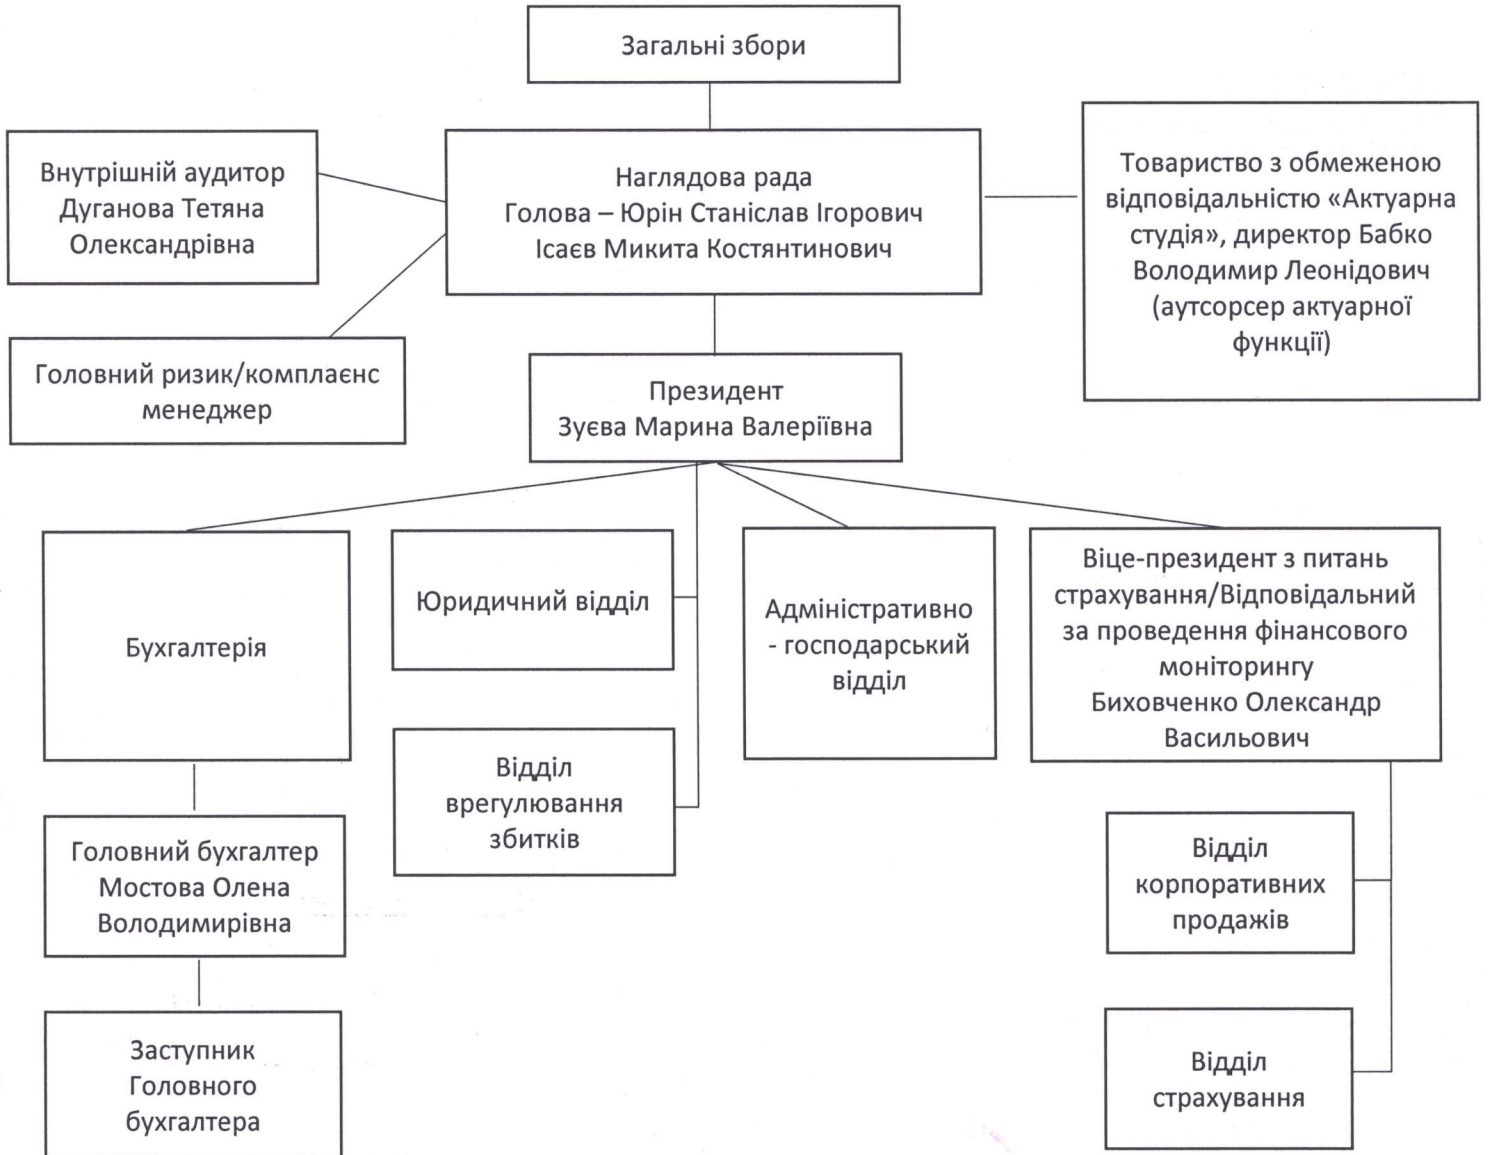 Загальні збори
Внутрішній аудитор
Дуганова Тетяна
Олександрівна
Наглядова рада
Голова – Юрін Станіслав Ігорович
Ісаєв Микита Костянтинович
Товариство з обмеженою
відповідальністю «Актуарна
студія», директор Бабко
Володимир Леонідович
(аутсорсер актуарної
функції)
Головний ризик/комплаєнс
менеджер
Президент
Зуєва Марина Валеріївна
Бухгалтерія
Юридичний відділ
Адміністративно
- господарський
відділ
Віце-президент з питань
страхування/Відповідальний
за проведення фінансового
моніторингу
Биховченко Олександр
Васильович
Відділ
врегулювання
збитків
Головний бухгалтер
Мостова Олена
Володимирівна
Відділ
корпоративних
продажів
Заступник
Головного
бухгалтера
Відділ
страхування